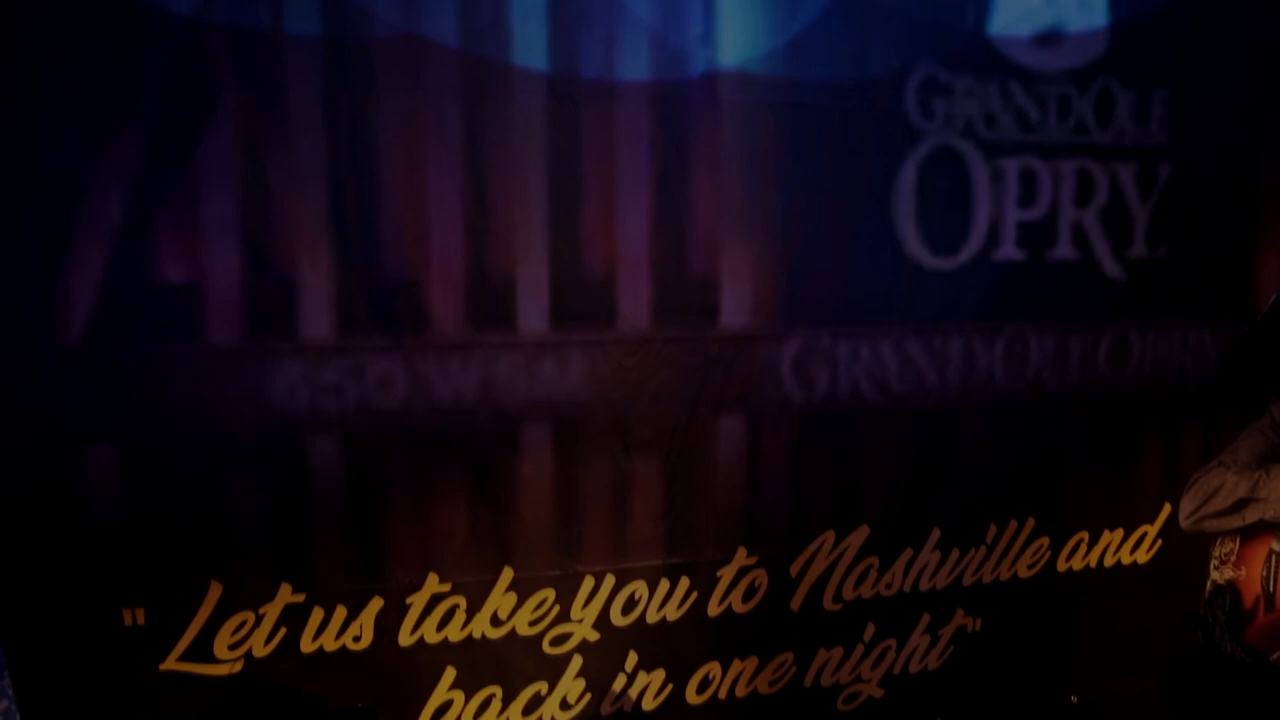 GRAND OLE
OPRY
650 WSM
GRAND OLE OPRY
"Let us take you to Nashville and
back in one night"